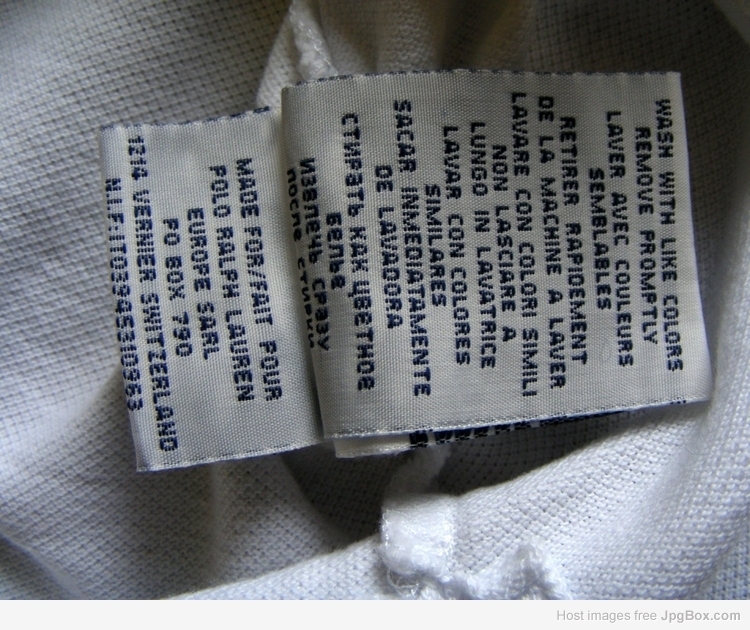 WASH WITH LIKE COLORS
REMOVE PROMPTLY
LAVER AVEC COULEURS
SEMBLABLES
RETIRER RAPIDEMENT
DE LA MACHINE A LAVER
LAVARE CON COLORI SIMILI
NON LASCIARE A
LUNGO IN LAVATRICE
LAVAR CON COLORES
SIMILARES
SACAR INMEDIATAMENTE
DE LAVADORA
СТИРАТЬ КАК ЦВЕТНОЕ
БЕЛЬЕ
ИЗВЛЕЧЬ СРАЗУ
ПОСЛЕ СТИРКИ
MADE FOR/FAIT POUR
POLO RALPH LAUREN
EUROPE SARL
PO BOX 790
1214 VERNIER SWITZERLAND
Host images free JpgBox.com